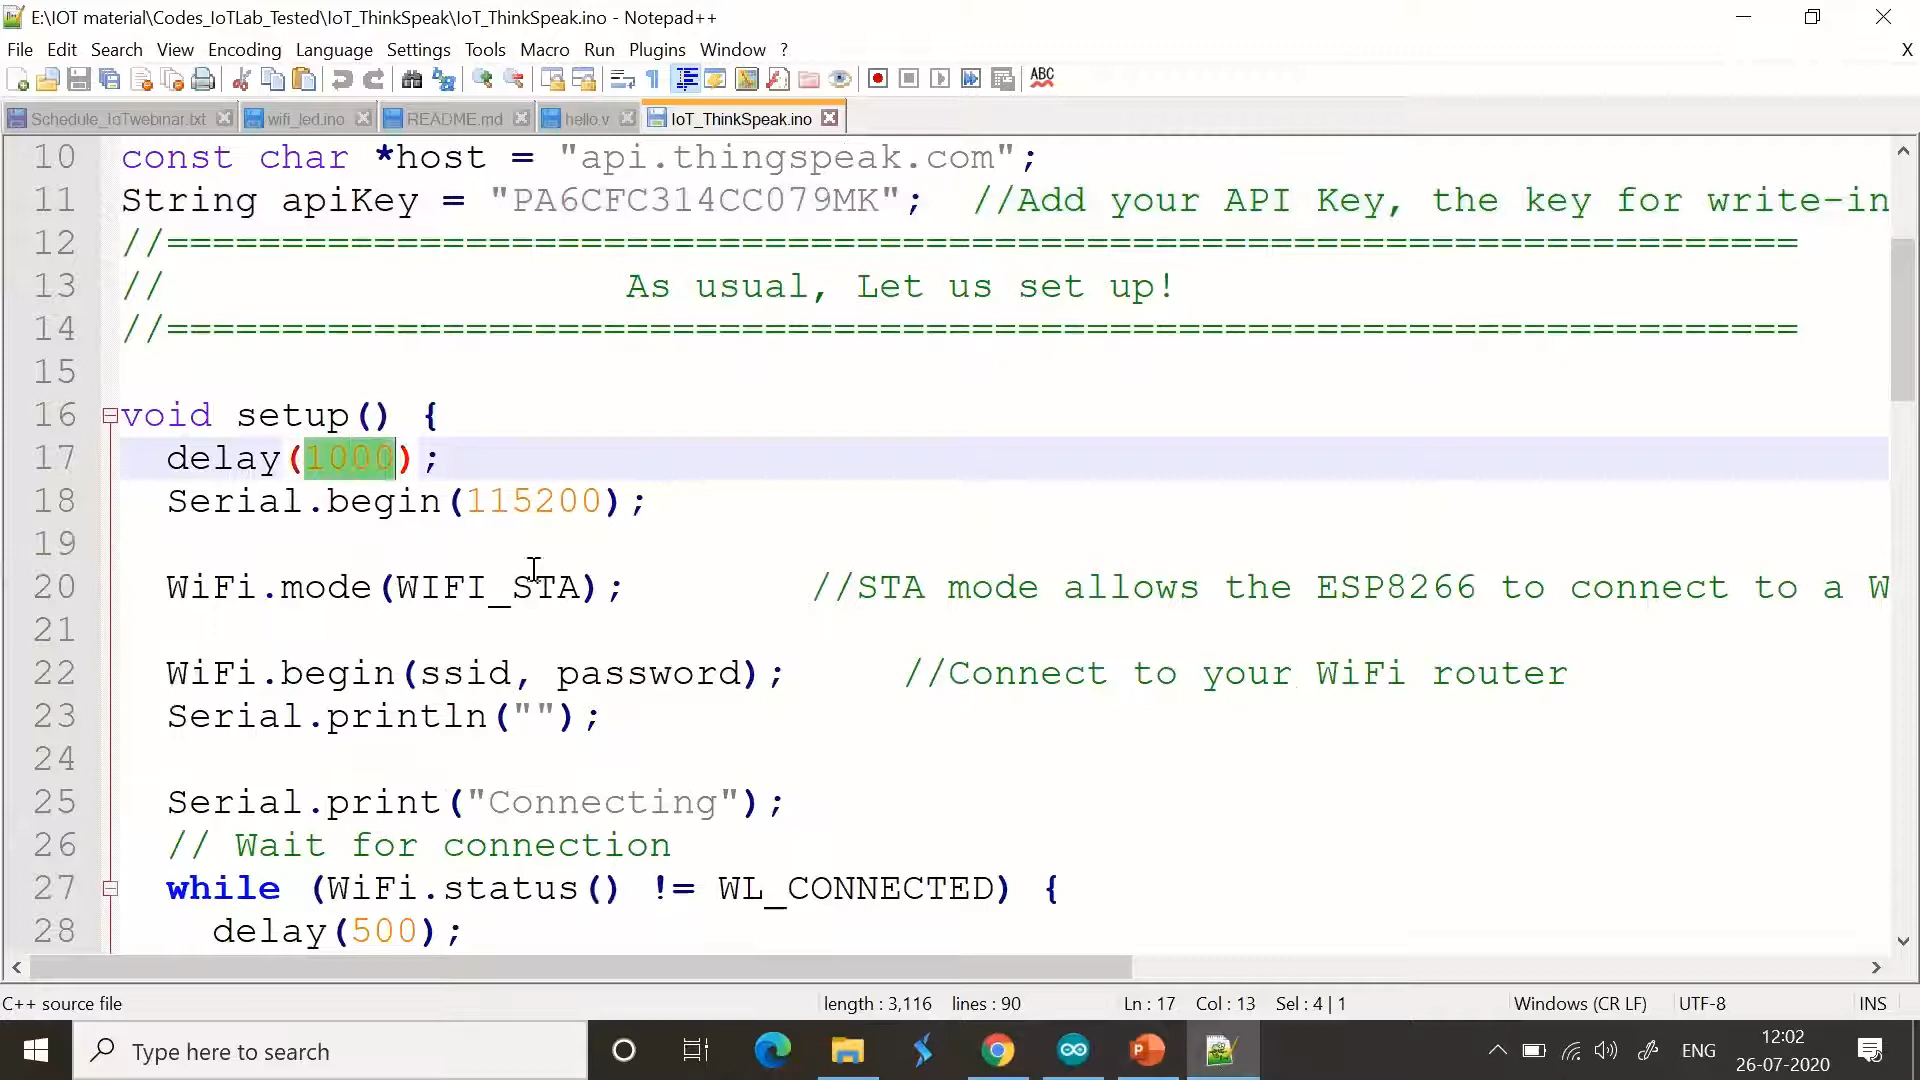 E:\IOT material\Codes_IoTLab_Tested\IoT_ThinkSpeak\IoT_ThinkSpeak.ino - Notepad++
File Edit Search View Encoding Language Settings Tools Macro Run Plugins Window ? X
ABC
Schedule_IoTwebinar.txt wifi_led.ino README.md hello.v IoT_ThinkSpeak.ino
10 const char *host = "api.thingspeak.com";
11 String apiKey = "PA6CFC314CC079MK"; //Add your API Key, the key for write-in
12 //=======================================================================
13 // As usual, Let us set up!
14 //=======================================================================
15
16 void setup() {
17 delay(1000);
18 Serial.begin(115200);
19
20 WiFi.mode(WIFI_STA); //STA mode allows the ESP8266 to connect to a W
21
22 WiFi.begin(ssid, password); //Connect to your WiFi router
23 Serial.println("");
24
25 Serial.print("Connecting");
26 // Wait for connection
27 while (WiFi.status() != WL_CONNECTED) {
28 delay(500);
C++ source file length : 3,116 lines : 90 Ln : 17 Col : 13 Sel : 4 | 1 Windows (CR LF) UTF-8 INS
Type here to search ENG 12:02
26-07-2020